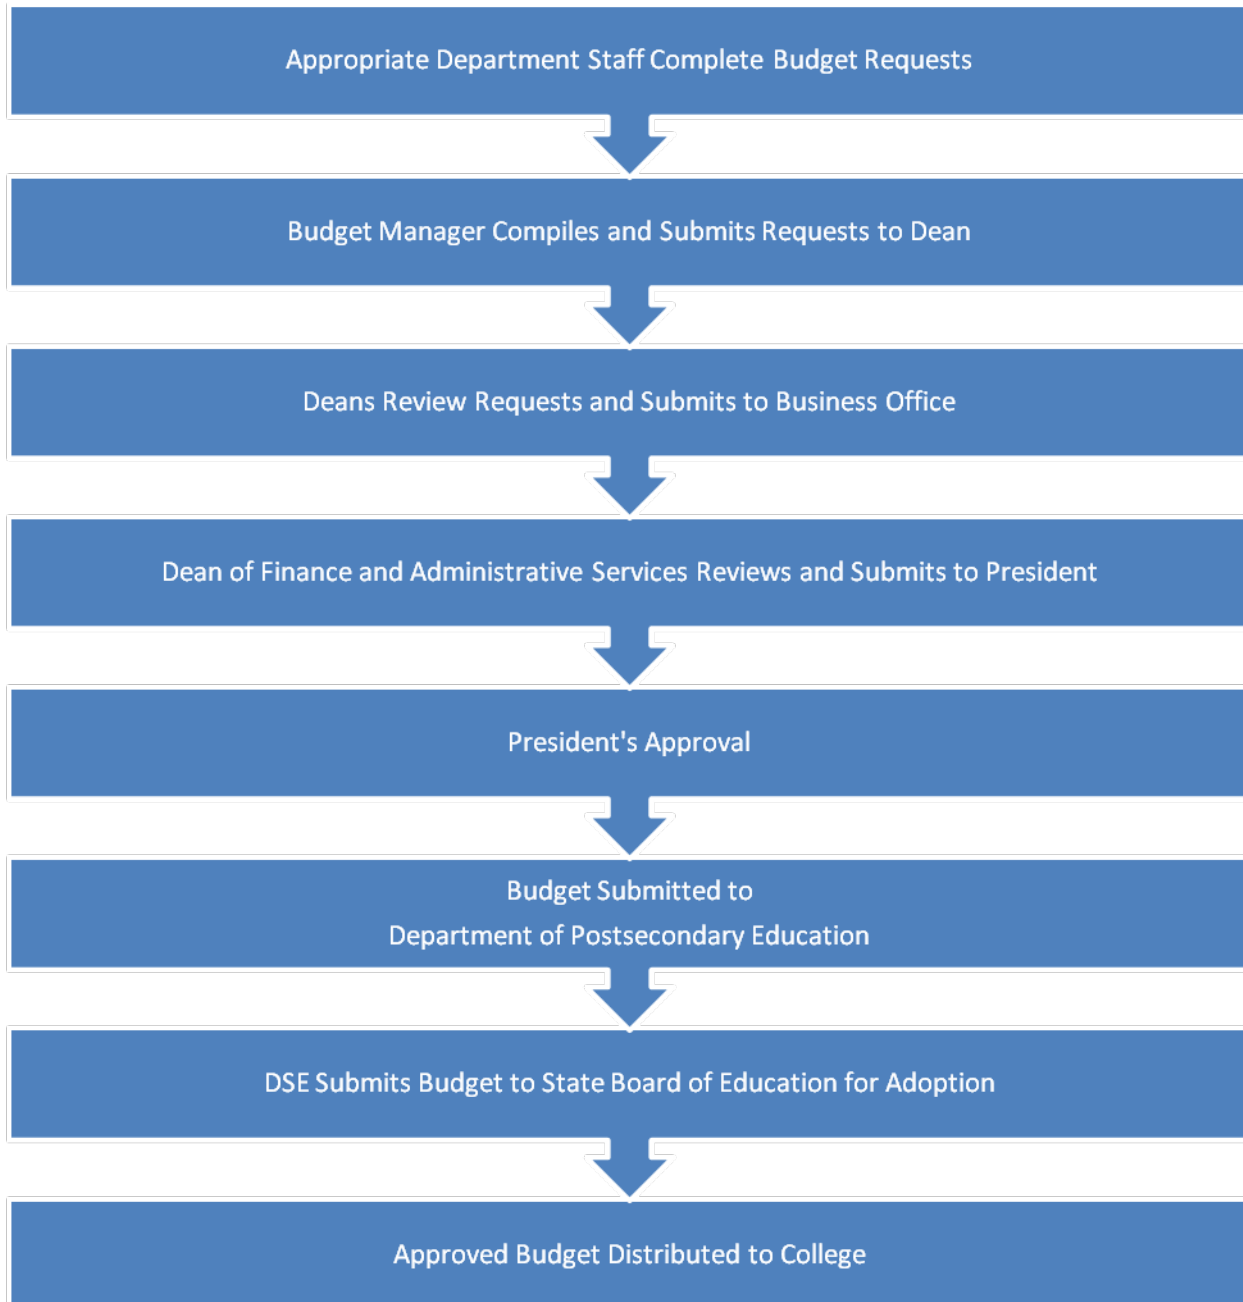 Appropriate Department Staff Complete Budget Requests
Budget Manager Compiles and Submits Requests to Dean
Deans Review Requests and Submits to Business Office
Dean of Finance and Administrative Services Reviews and Submits to President
President's Approval
Budget Submitted to
Department of Postsecondary Education
DSE Submits Budget to State Board of Education for Adoption
Approved Budget Distributed to College